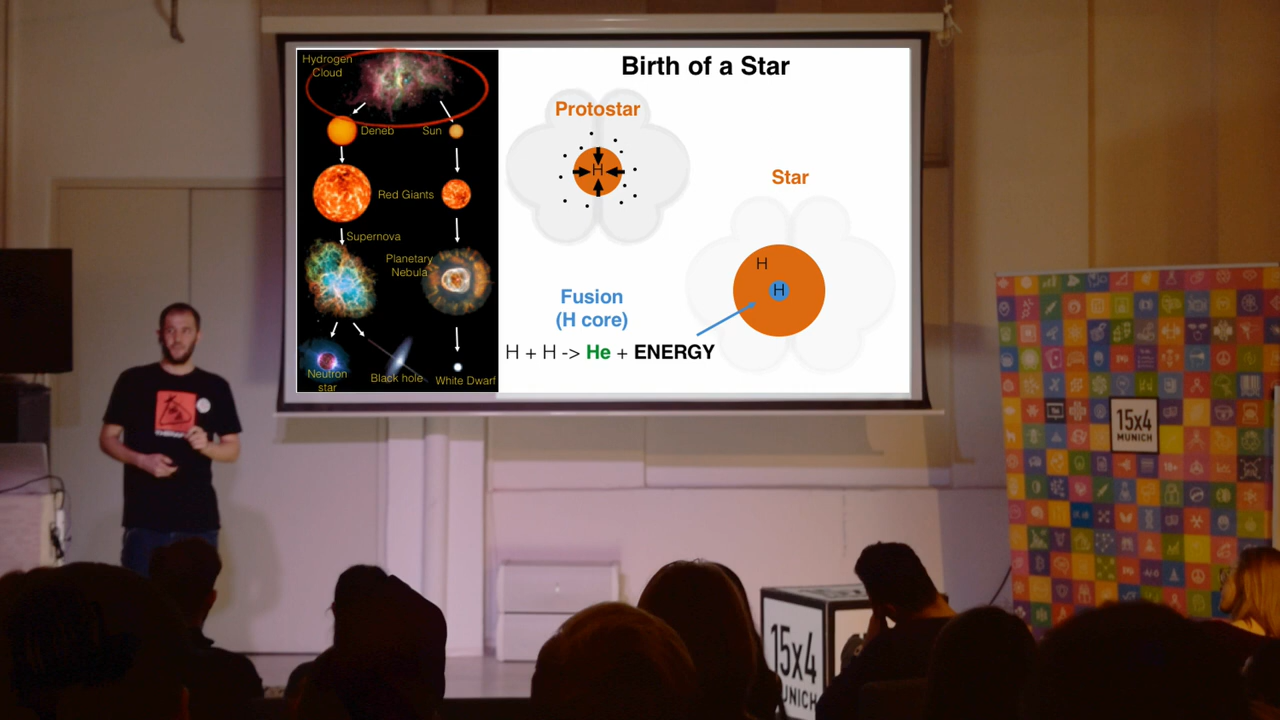 Birth of a Star
Hydrogen
Cloud
Deneb
Sun
Red Giants
Supernova
Planetary
Nebula
Neutron
star
Black hole
White Dwarf
Protostar
H
Star
H
H
Fusion
(H core)
H + H -> He + ENERGY
15x4
MUNICH
15x4
MUNICH